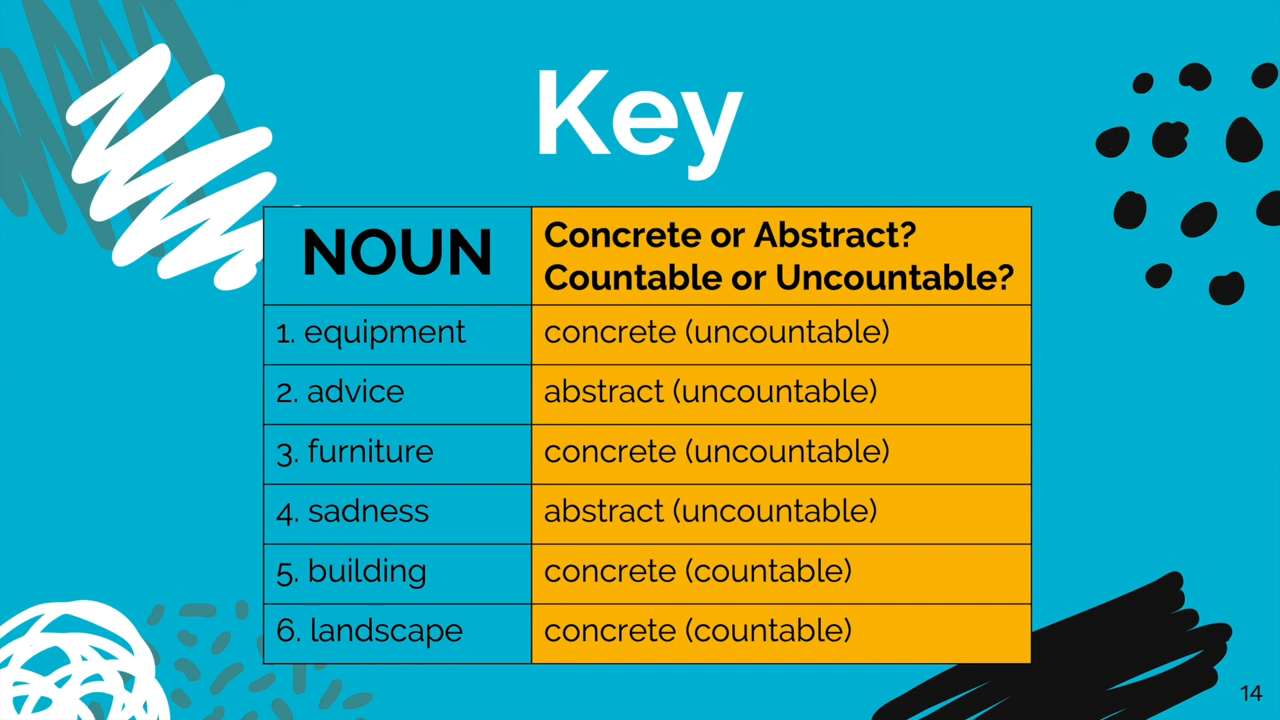 Key
NOUN
Concrete or Abstract?
Countable or Uncountable?
1. equipment
concrete (uncountable)
2. advice
abstract (uncountable)
3. furniture
concrete (uncountable)
4. sadness
abstract (uncountable)
5. building
concrete (countable)
6. landscape
concrete (countable)
14